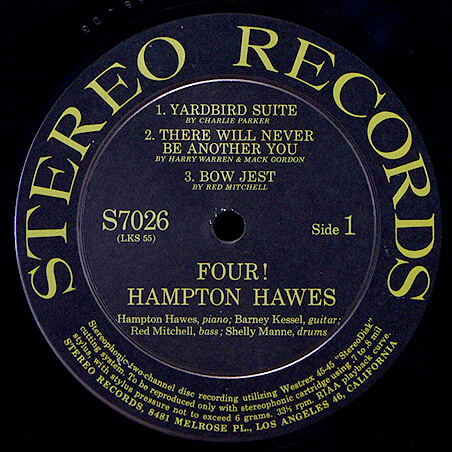 STEREO RECORDS
1. YARDBIRD SUITE
BY CHARLIE PARKER
2. THERE WILL NEVER
BE ANOTHER YOU
BY HARRY WARREN & MACK GORDON
3. BOW JEST
BY RED MITCHELL
S7026
(LKS 55)
Side 1
FOUR!
HAMPTON HAWES
Hampton Hawes, piano; Barney Kessel, guitar;
Red Mitchell, bass; Shelly Manne, drums
Stereophonic two-channel disc recording utilizing Westrex 45-45 "StereoDisk"
cutting system. To be reproduced only with stereophonic cartridge using .7 to 8 mill
stylus, with stylus pressure not to exceed 6 grams. 33⅓ rpm. RIAA playback curve.
STEREO RECORDS, 8481 MELROSE PL., LOS ANGELES 46, CALIFORNIA